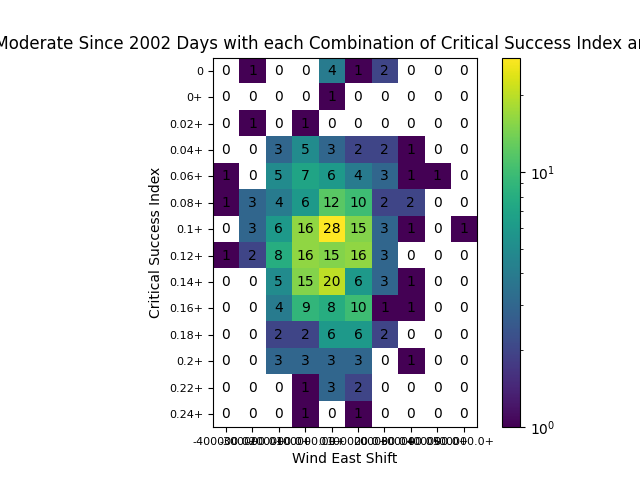 Moderate Since 2002 Days with each Combination of Critical Success Index a
0 0 1 0 0 4 1 2 0 0 0
0+ 0 0 0 0 1 0 0 0 0 0
0.02+ 0 1 0 1 0 0 0 0 0 0
0.04+ 0 0 3 5 3 2 2 1 0 0
0.06+ 1 0 5 7 6 4 3 1 1 0
0.08+ 1 3 4 6 12 10 2 2 0 0
0.1+ 0 3 6 16 28 15 3 1 0 1
0.12+ 1 2 8 16 15 16 3 0 0 0
0.14+ 0 0 5 15 20 6 3 1 0 0
0.16+ 0 0 4 9 8 10 1 1 0 0
0.18+ 0 0 2 2 6 6 2 0 0 0
0.2+ 0 0 3 3 3 3 0 1 0 0
0.22+ 0 0 0 1 3 2 0 0 0 0
0.24+ 0 0 0 1 0 1 0 0 0 0
Critical Success Index
Wind East Shift
10^1
10^0